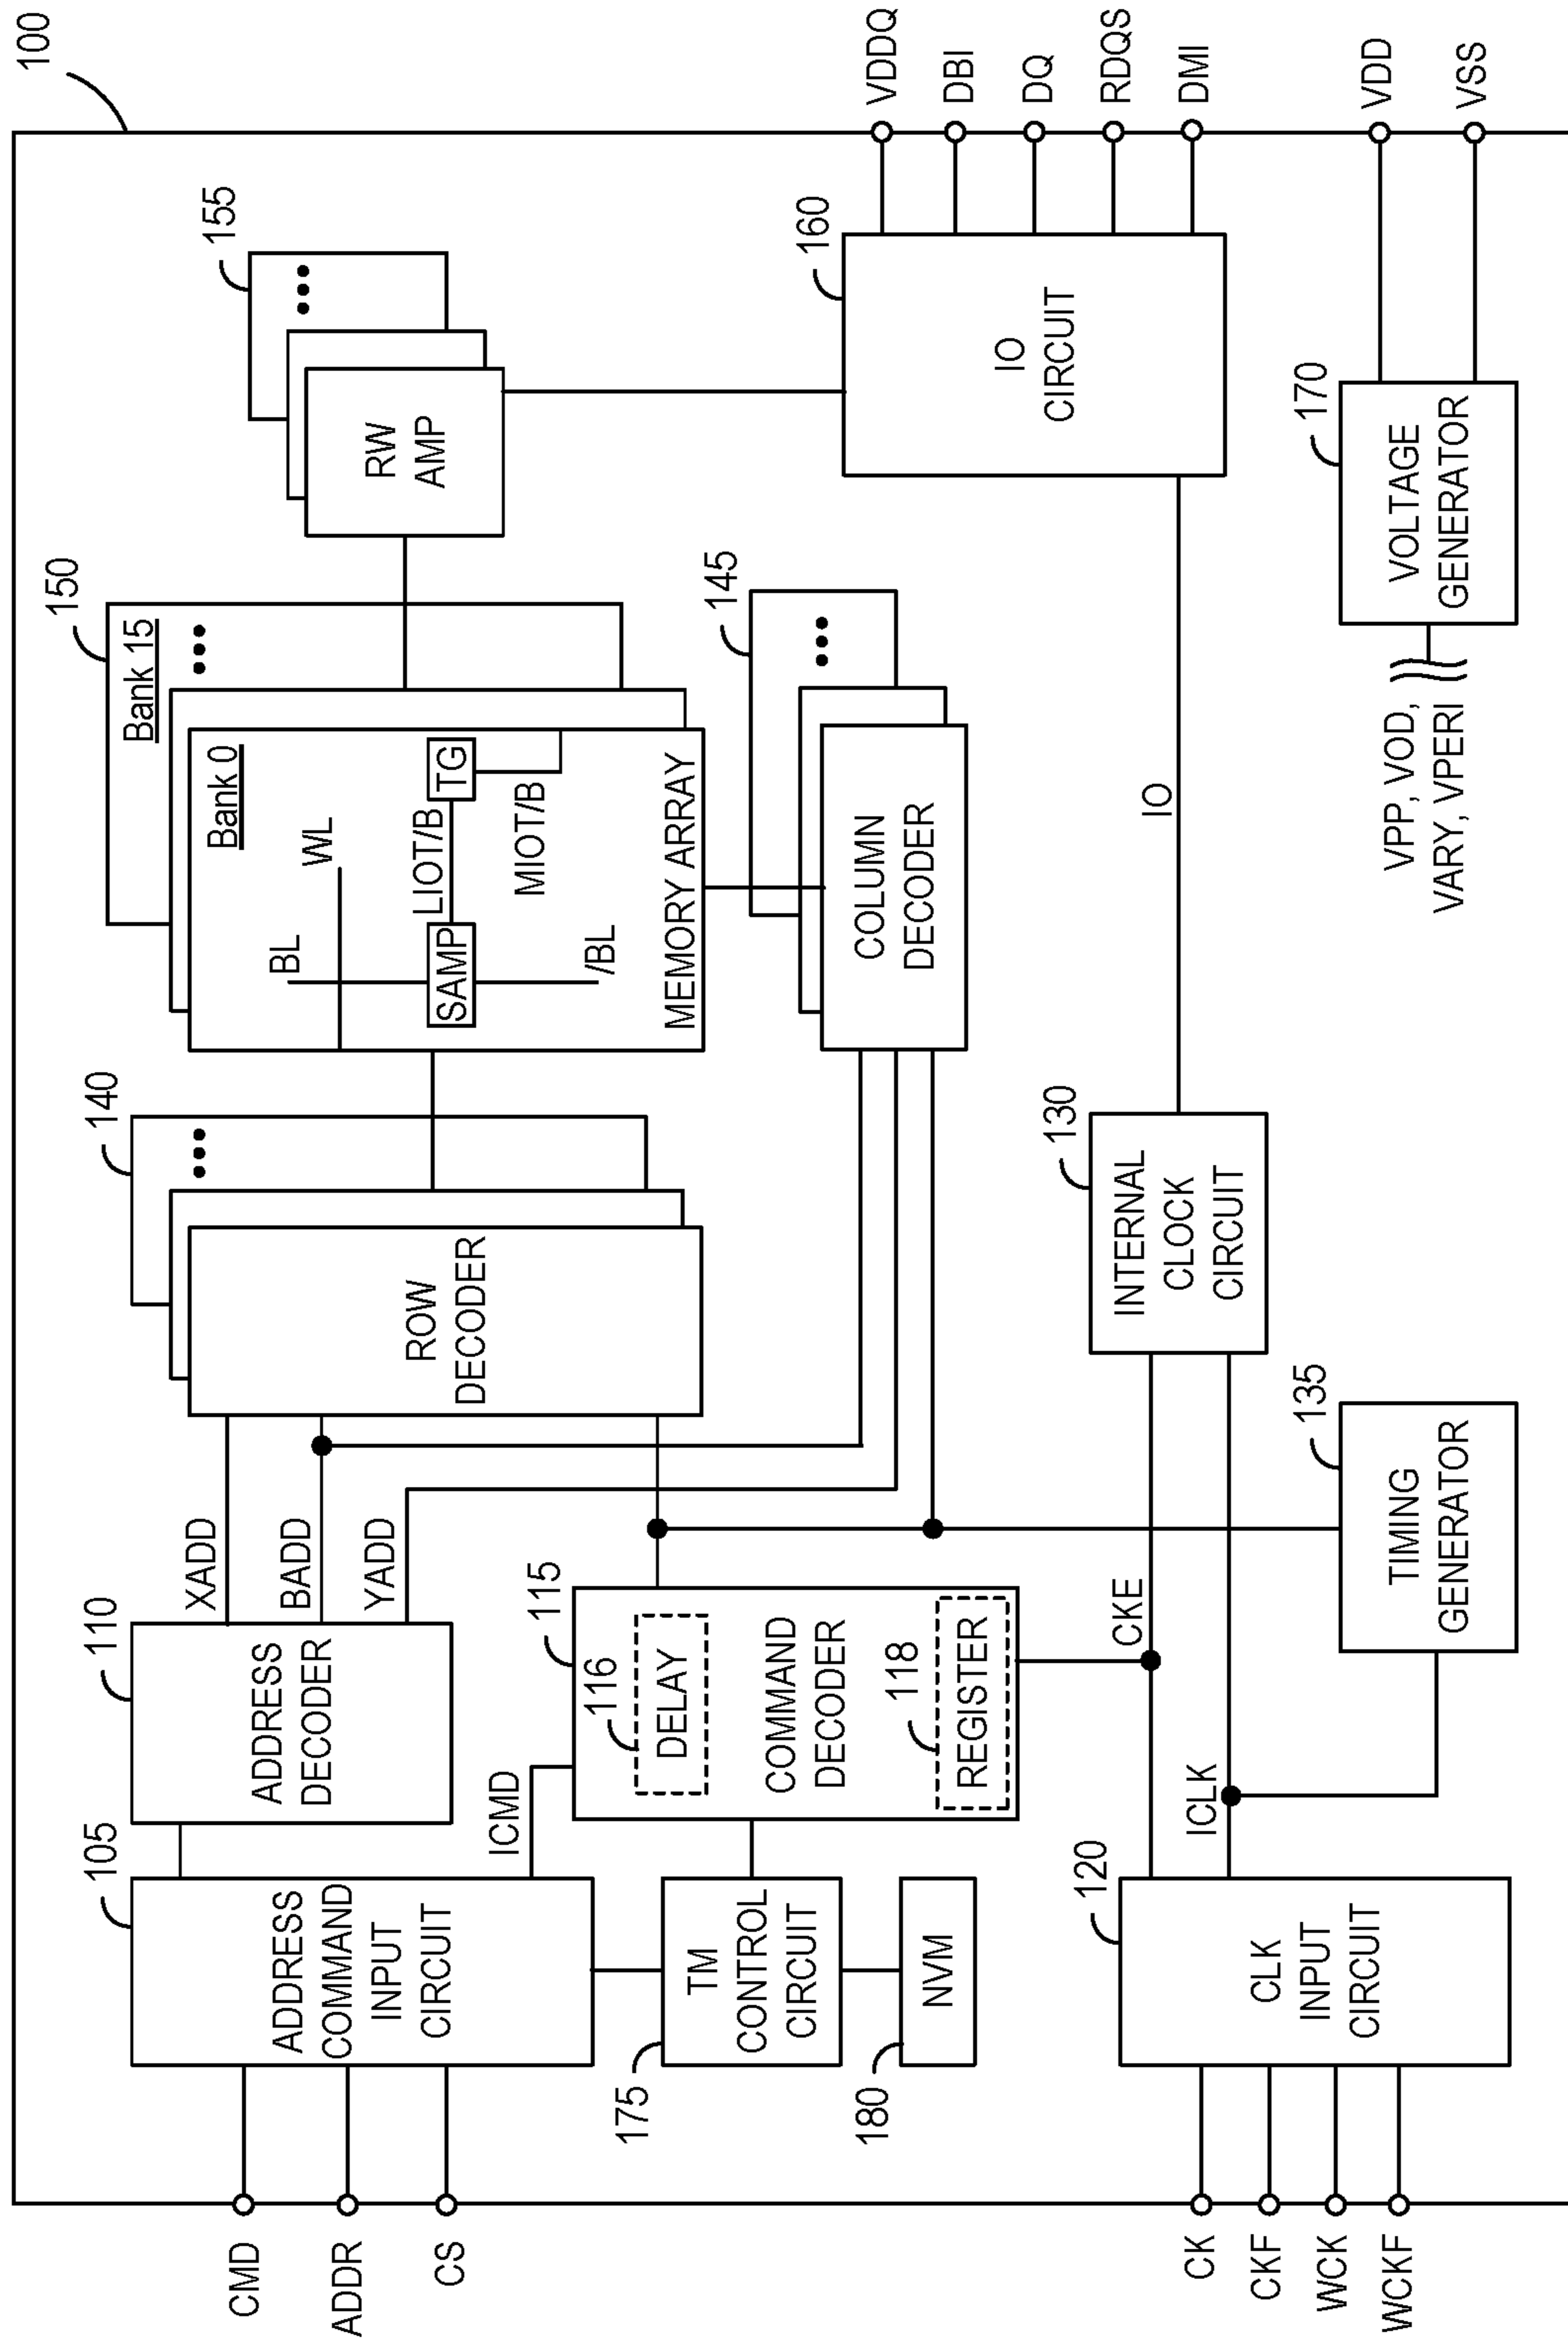 100
CMD
ADDR
CS
105
ADDRESS
COMMAND
INPUT
CIRCUIT
110
ADDRESS
DECODER
XADD
BADD
YADD
140
ROW
DECODER
150
Bank 15
Bank 0
BL
WL
SAMP
LIOT/B
TG
MIOT/B
/BL
MEMORY ARRAY
155
RW
AMP
ICMD
115
116
DELAY
COMMAND
DECODER
118
REGISTER
175
TM
CONTROL
CIRCUIT
180
NVM
145
COLUMN
DECODER
160
IO
CIRCUIT
VDDQ
DBI
DQ
RDQS
DMI
CK
CKF
WCK
WCKF
120
CLK
INPUT
CIRCUIT
CKE
ICLK
130
INTERNAL
CLOCK
CIRCUIT
IO
135
TIMING
GENERATOR
170
VOLTAGE
GENERATOR
VPP, VOD,
VARY, VPERI
VDD
VSS